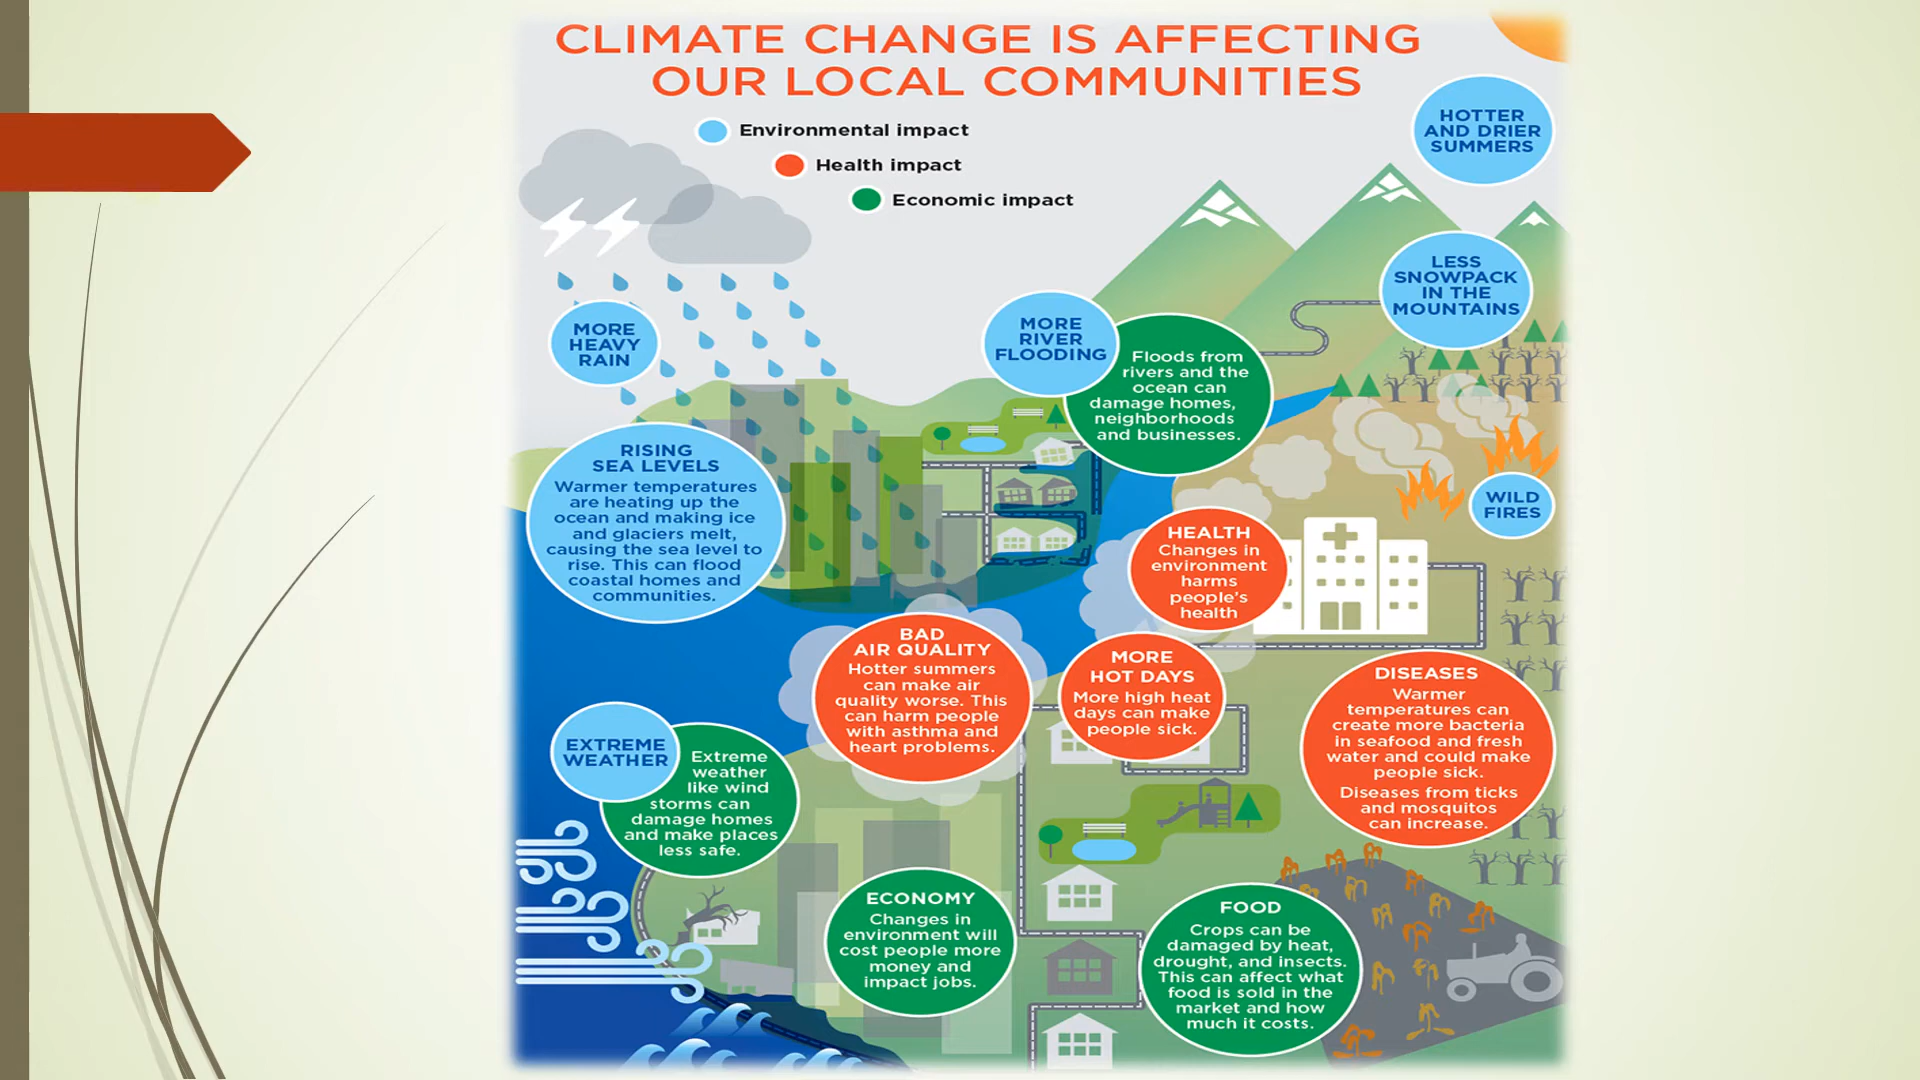 CLIMATE CHANGE IS AFFECTING
OUR LOCAL COMMUNITIES
Environmental impact
Health impact
Economic impact
HOTTER
AND DRIER
SUMMERS
LESS
SNOWPACK
IN THE
MOUNTAINS
MORE
HEAVY
RAIN
MORE
RIVER
FLOODING
Floods from
rivers and the
ocean can
damage homes,
neighborhoods
and businesses.
RISING
SEA LEVELS
Warmer temperatures
are heating up the
ocean and making ice
and glaciers melt,
causing the sea level to
rise. This can flood
coastal homes and
communities.
WILD
FIRES
HEALTH
Changes in
environment
harms
people's
health
BAD
AIR QUALITY
Hotter summers
can make air
quality worse. This
can harm people
with asthma and
heart problems.
MORE
HOT DAYS
More high heat
days can make
people sick.
DISEASES
Warmer
temperatures can
create more bacteria
in seafood and fresh
water and could make
people sick.
Diseases from ticks
and mosquitos
can increase.
EXTREME
WEATHER
Extreme
weather
like wind
storms can
damage homes
and make places
less safe.
ECONOMY
Changes in
environment will
cost people more
money and
impact jobs.
FOOD
Crops can be
damaged by heat,
drought, and insects.
This can affect what
food is sold in the
market and how
much it costs.